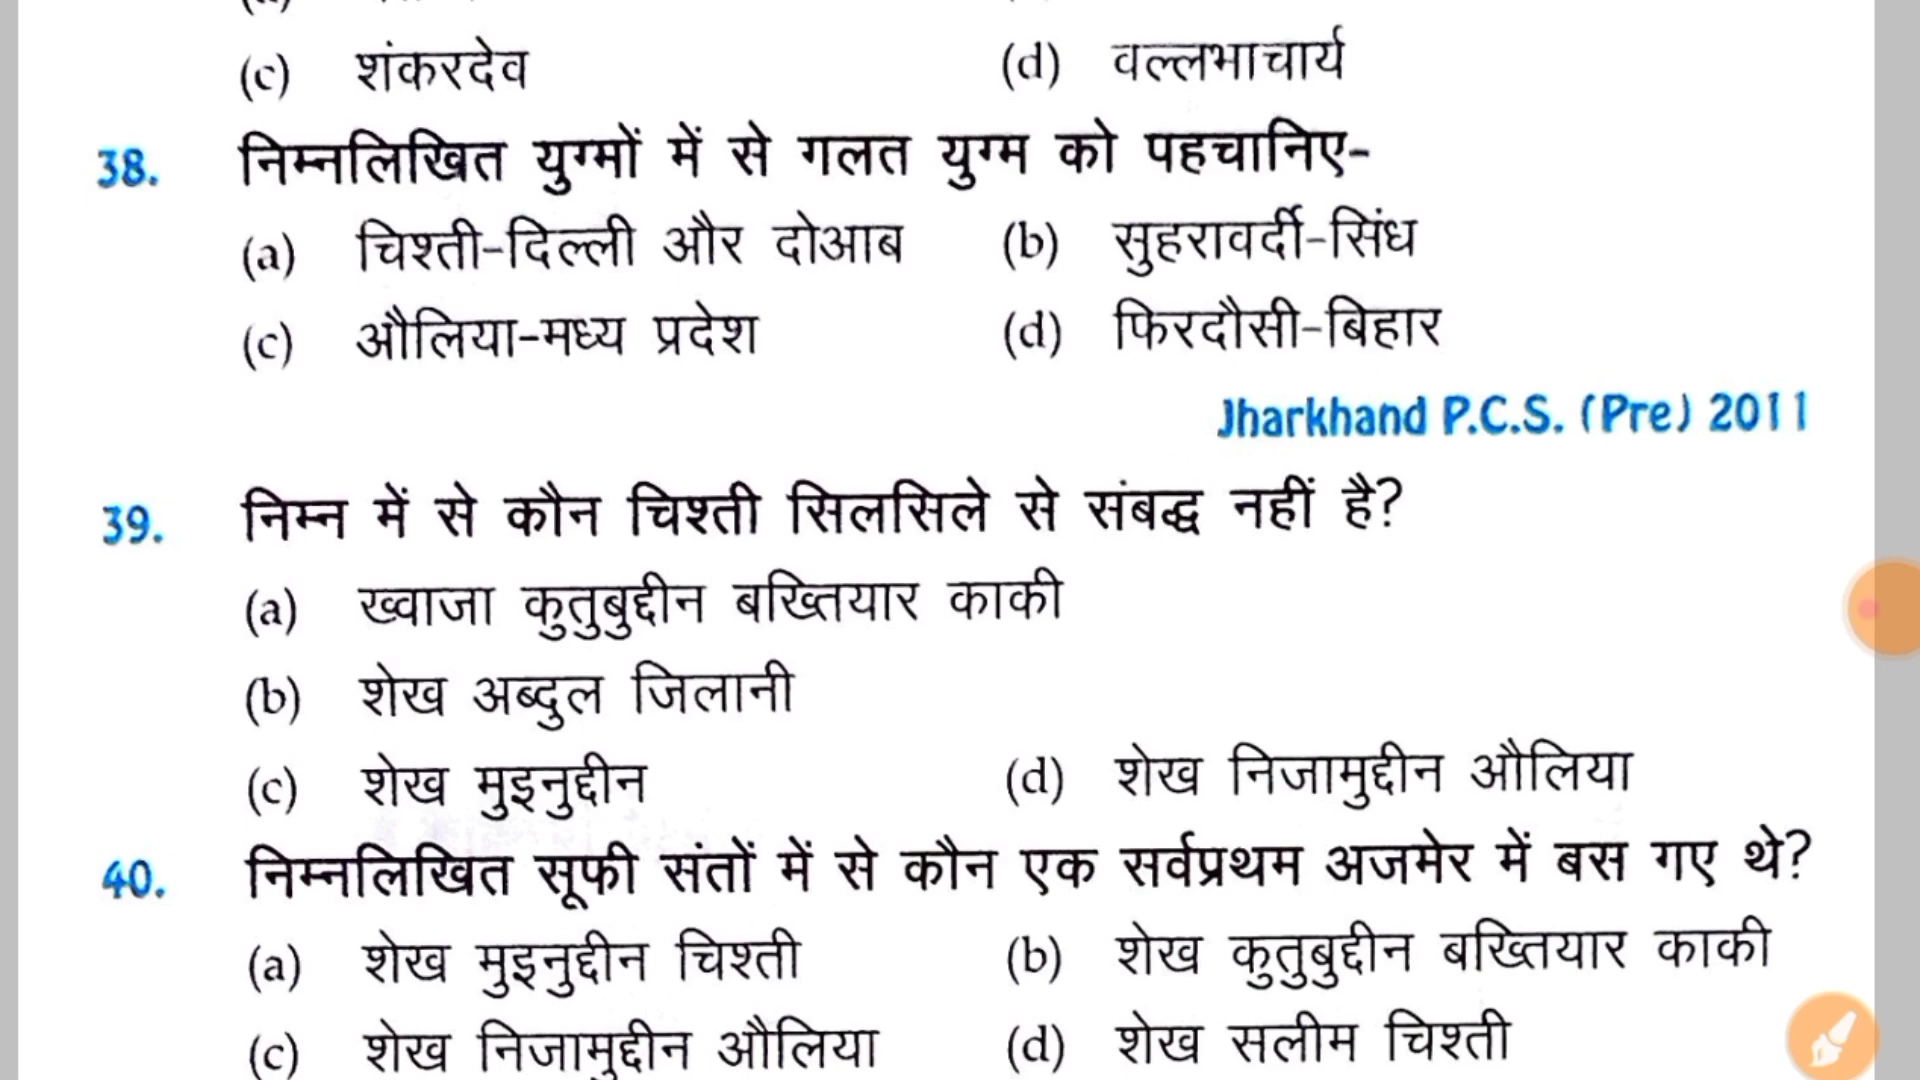 (c) शंकरदेव (d) वल्लभाचार्य
38. निम्नलिखित युग्मों में से गलत युग्म को पहचानिए-
(a) चिश्ती-दिल्ली और दोआब (b) सुहरावर्दी-सिंध
(c) औलिया-मध्य प्रदेश (d) फिरदौसी-बिहार
Jharkhand P.C.S. (Pre) 2011
39. निम्न में से कौन चिश्ती सिलसिले से संबद्ध नहीं है?
(a) ख्वाजा कुतुबुद्दीन बख्तियार काकी
(b) शेख अब्दुल जिलानी
(c) शेख मुइनुद्दीन (d) शेख निजामुद्दीन औलिया
40. निम्नलिखित सूफी संतों में से कौन एक सर्वप्रथम अजमेर में बस गए थे?
(a) शेख मुइनुद्दीन चिश्ती (b) शेख कुतुबुद्दीन बख्तियार काकी
(c) शेख निजामुद्दीन औलिया (d) शेख सलीम चिश्ती